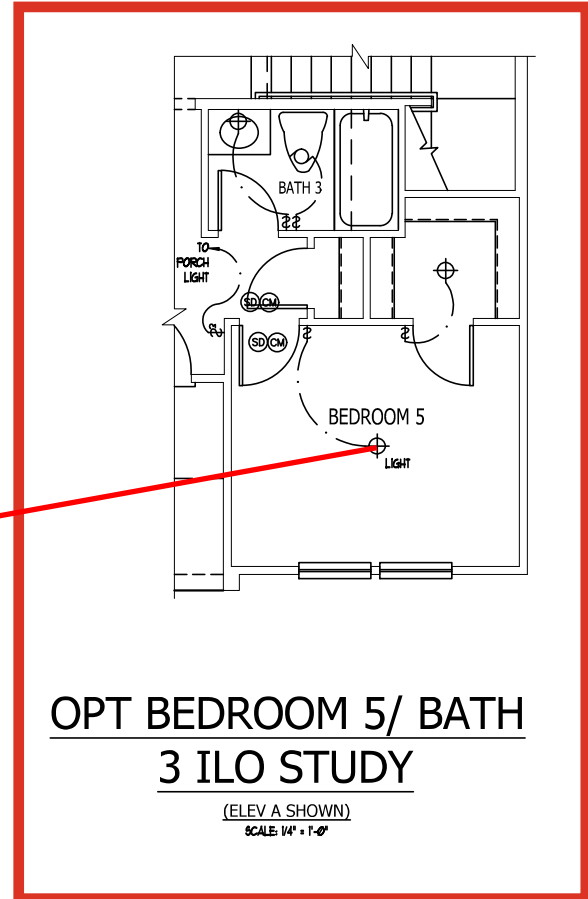 BATH 3
TO
PORCH
LIGHT
SD CM
SD CM
BEDROOM 5
LIGHT
OPT BEDROOM 5/ BATH
3 ILO STUDY
(ELEV A SHOWN)
SCALE: 1/4" = 1'-0"